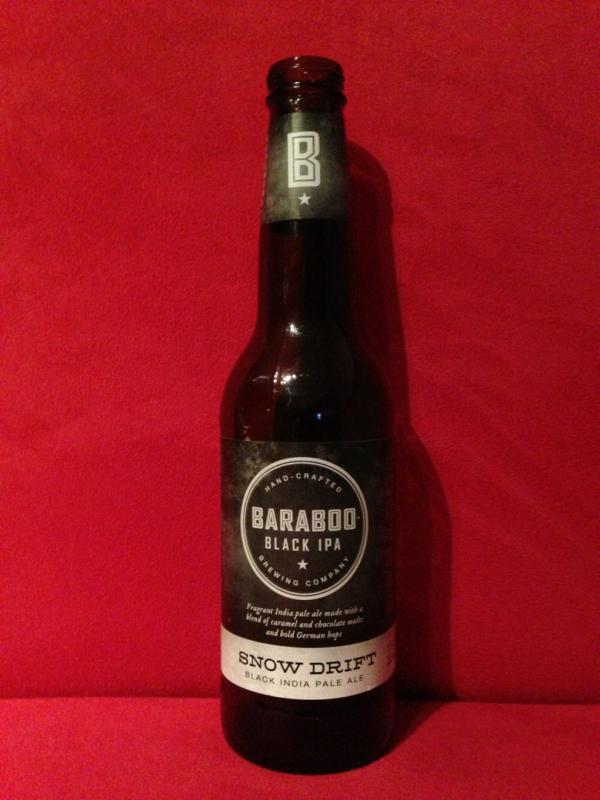 B
HAND-CRAFTED
BARABOO
BLACK IPA
BREWING COMPANY
Fragrant India pale ale made with a
blend of caramel and chocolate malts
and bold German hops
SNOW DRIFT
BLACK INDIA PALE ALE